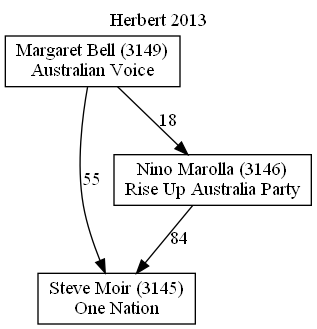 Herbert 2013
Margaret Bell (3149)
Australian Voice
18
Nino Marolla (3146)
Rise Up Australia Party
55
84
Steve Moir (3145)
One Nation